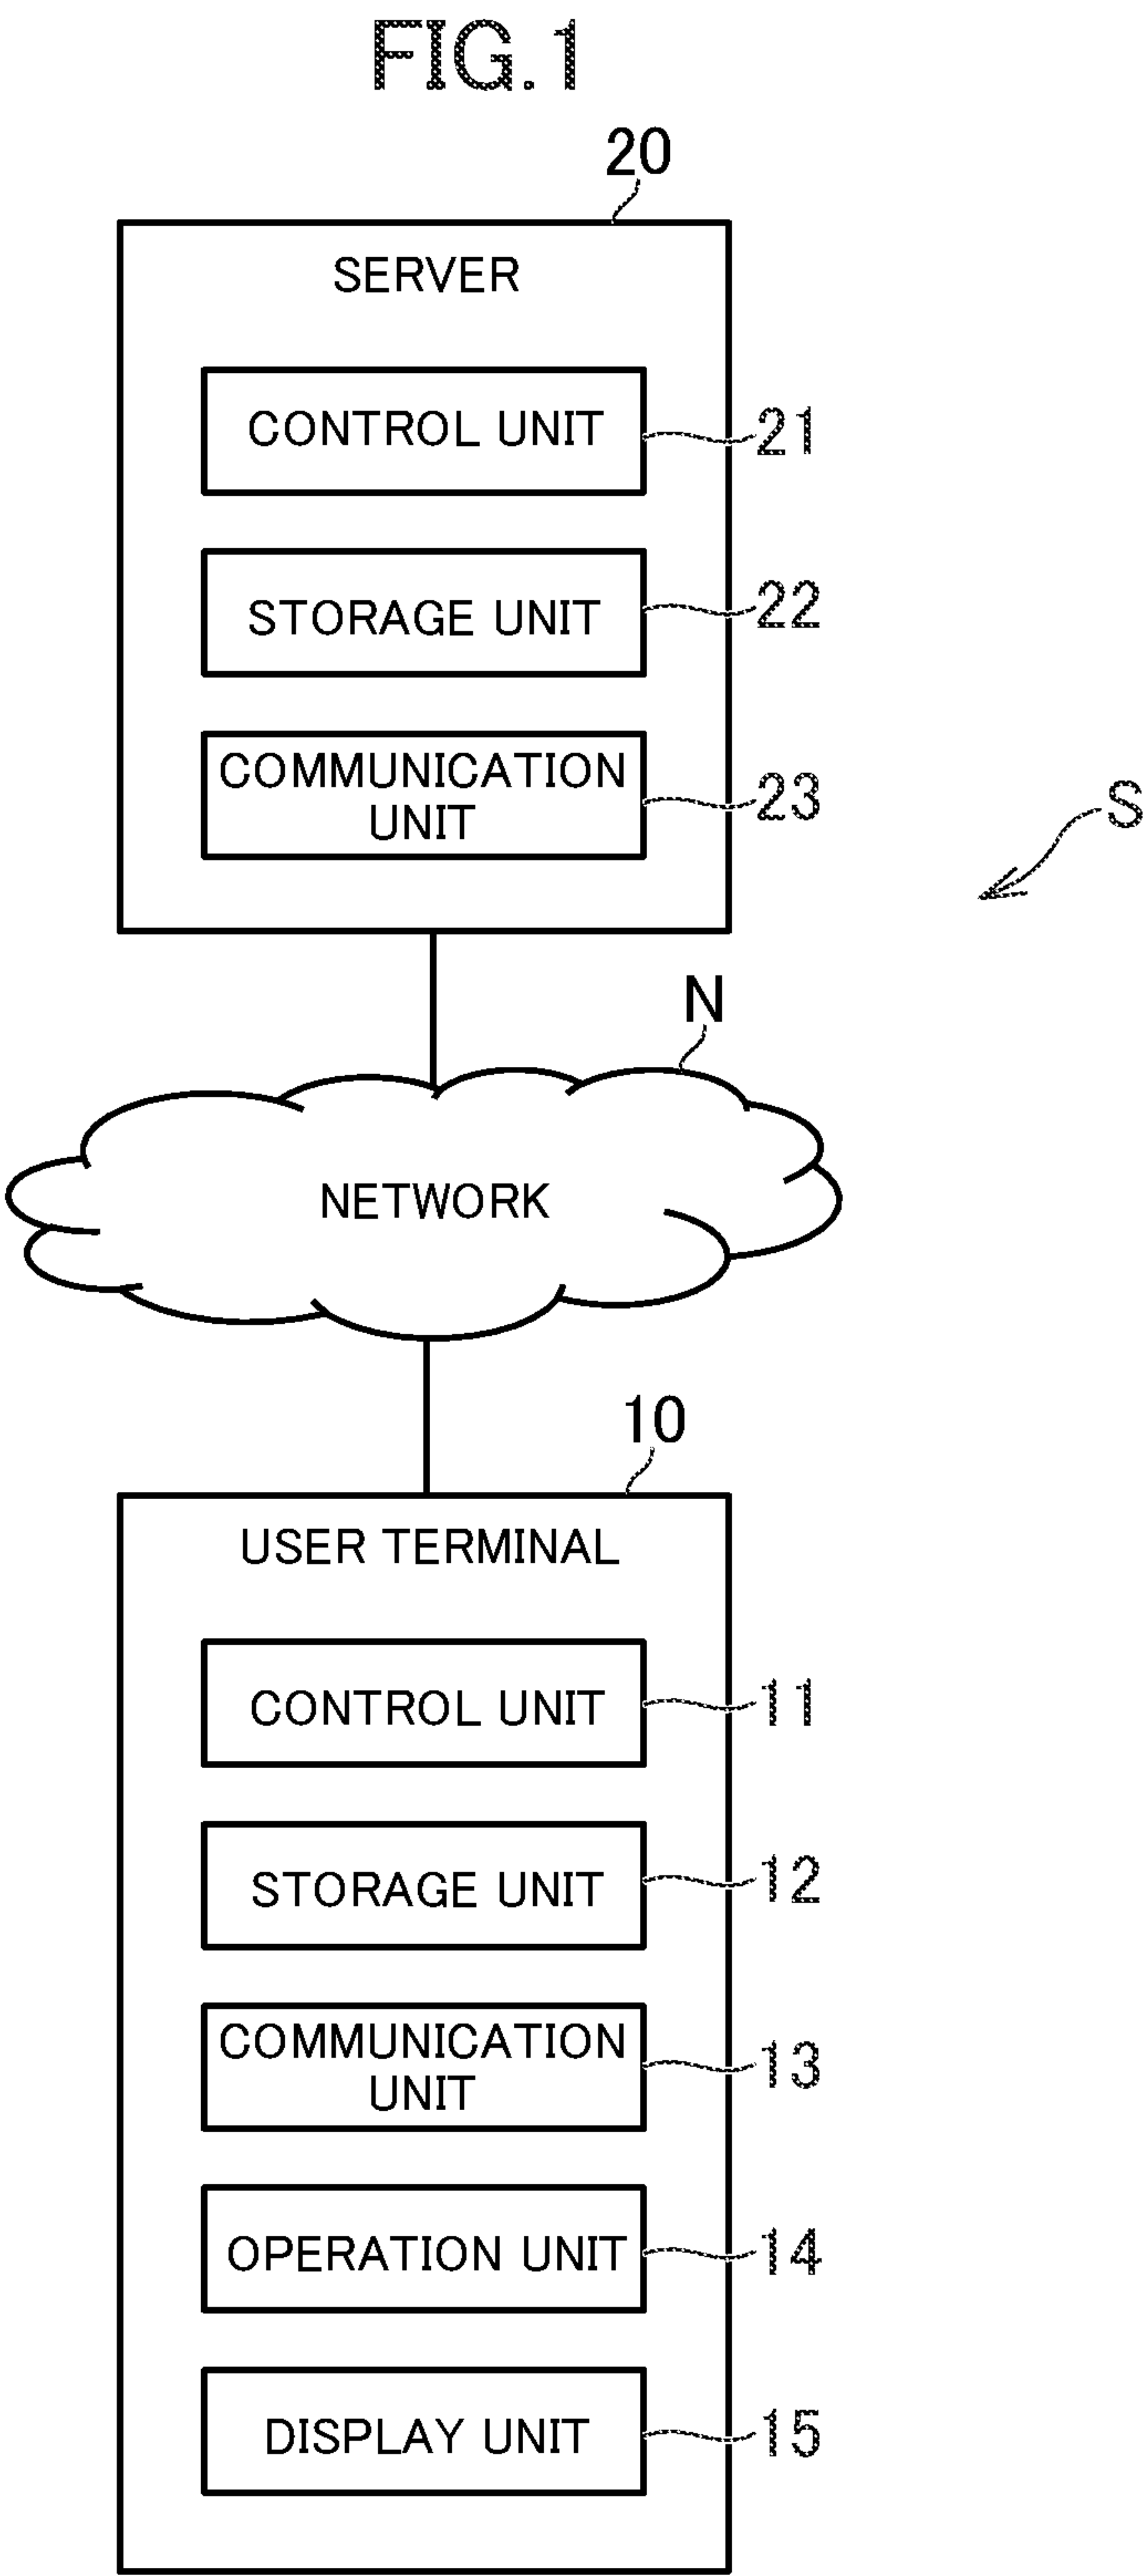 FIG.1
20
SERVER
CONTROL UNIT
21
STORAGE UNIT
22
COMMUNICATION
UNIT
23
S
N
NETWORK
10
USER TERMINAL
CONTROL UNIT
11
STORAGE UNIT
12
COMMUNICATION
UNIT
13
OPERATION UNIT
14
DISPLAY UNIT
15